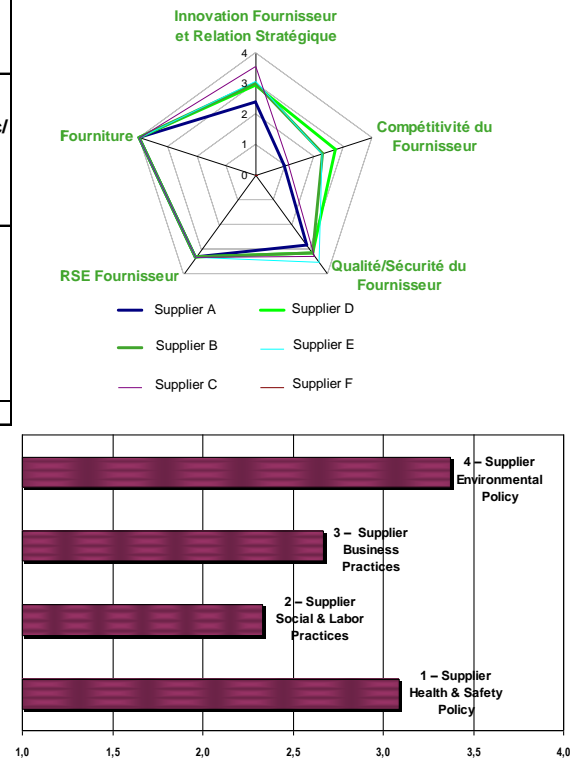 Innovation Fournisseur
et Relation Stratégique
4
3
2
1
0
c/
Fourniture
Compétitivité du
Fournisseur
RSE Fournisseur
Qualité/Sécurité du
Fournisseur
Supplier A
Supplier D
Supplier B
Supplier E
Supplier C
Supplier F
4 – Supplier
Environmental
Policy
3 – Supplier
Business
Practices
2 – Supplier
Social & Labor
Practices
1 – Supplier
Health & Safety
Policy
1,0 1,5 2,0 2,5 3,0 3,5 4,0